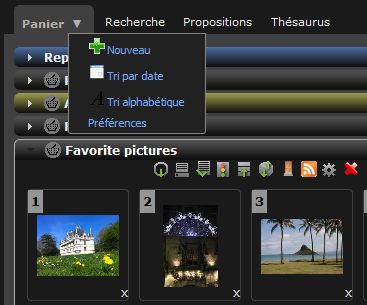 Panier ▼ Recherche Propositions Thésaurus
Nouveau
Rep
Tri par date
A Tri alphabétique
Préférences
Favorite pictures
1 2 3
x x x